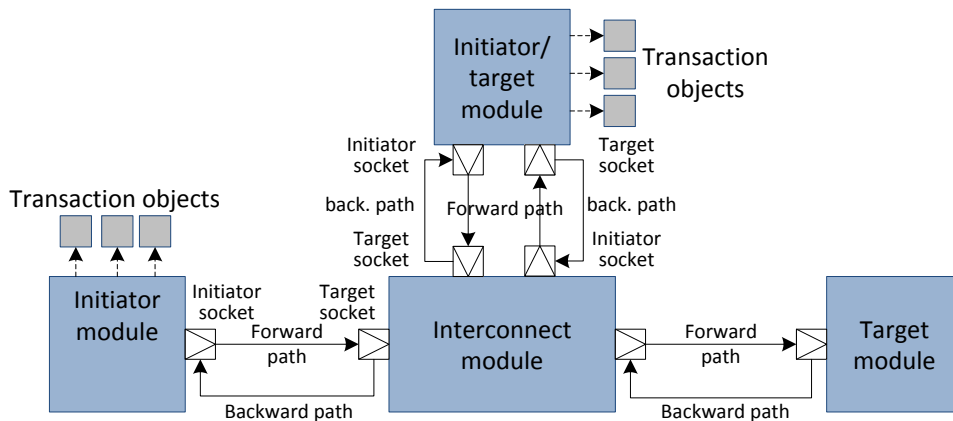 Initiator/
target
module
Transaction
objects
Initiator
socket
Target
socket
back. path
Forward path
back. path
Target
socket
Initiator
socket
Transaction objects
Initiator
module
Initiator
socket
Target
socket
Forward
path
Backward path
Interconnect
module
Forward
path
Backward path
Target
module